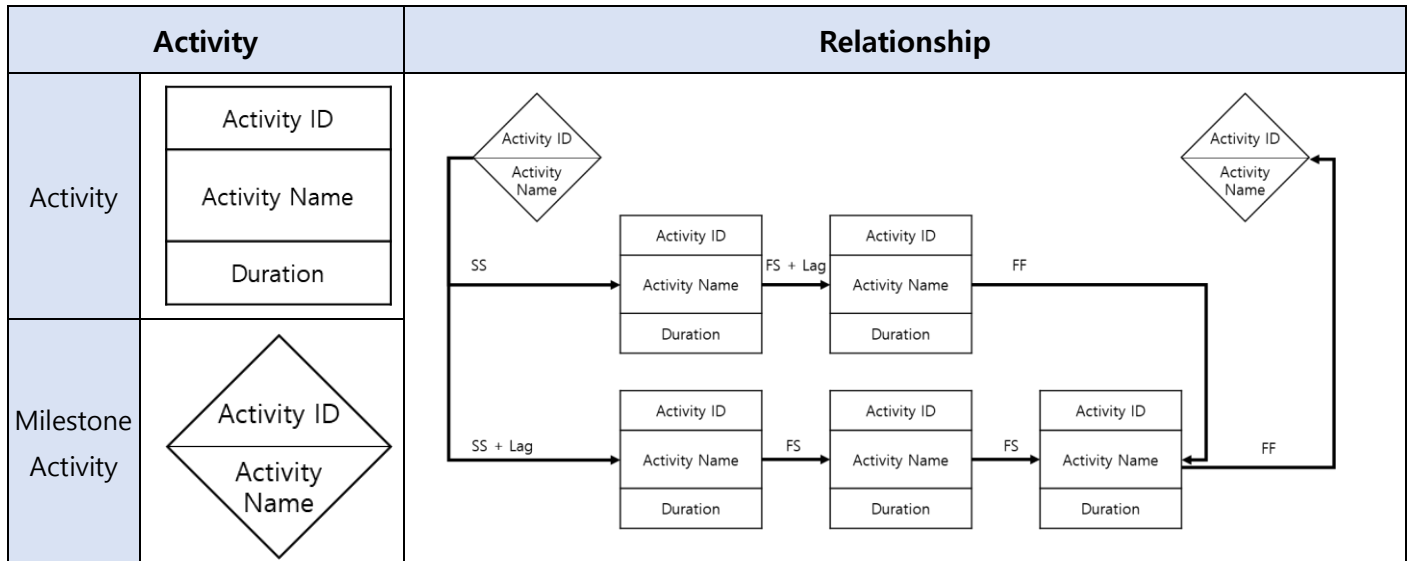 Activity
Relationship
Activity
Activity ID
Activity Name
Duration
Milestone
Activity
Activity ID
Activity
Name
Activity ID
Activity
Name
Activity ID
Activity
Name
SS
Activity ID
Activity Name
Duration
FS + Lag
Activity ID
Activity Name
Duration
FF
SS + Lag
Activity ID
Activity Name
Duration
FS
Activity ID
Activity Name
Duration
FS
Activity ID
Activity Name
Duration
FF